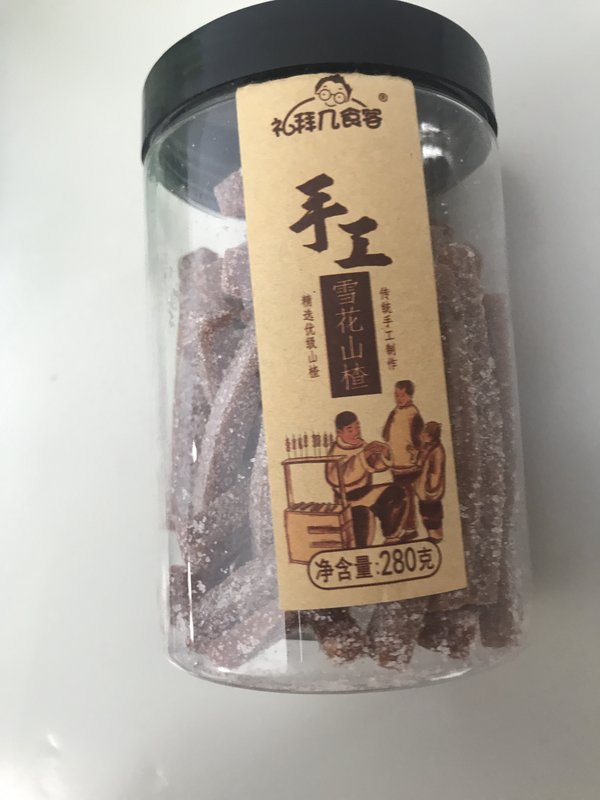 礼拜几食客®
手工
雪花山楂
传统手工制作
精选优级山楂
净含量:280克